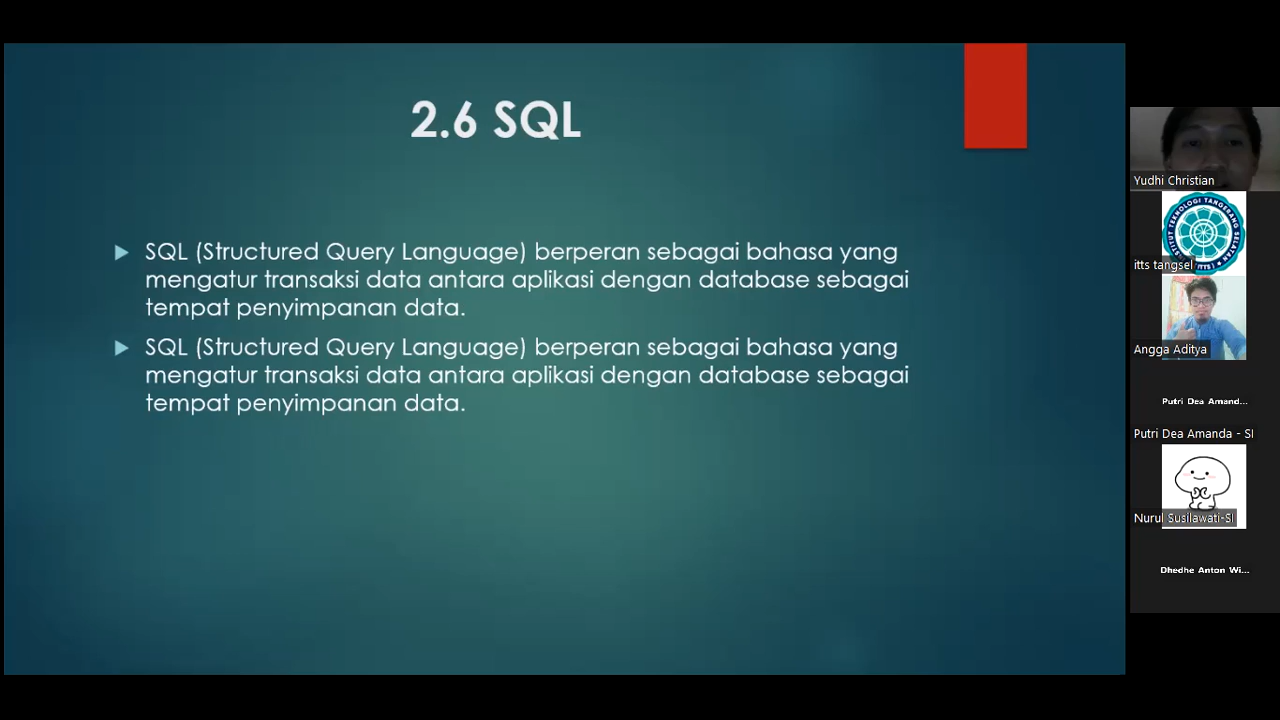 2.6 SQL
SQL (Structured Query Language) berperan sebagai bahasa yang
mengatur transaksi data antara aplikasi dengan database sebagai
tempat penyimpanan data.
SQL (Structured Query Language) berperan sebagai bahasa yang
mengatur transaksi data antara aplikasi dengan database sebagai
tempat penyimpanan data.
Yudhi Christian
TEKNOLOGI TANGERANG
itts tangsel
Angga Aditya
Putri Dea Amand...
Putri Dea Amanda - SI
Nurul Susilawati-SI
Dhedhe Anton Wi...